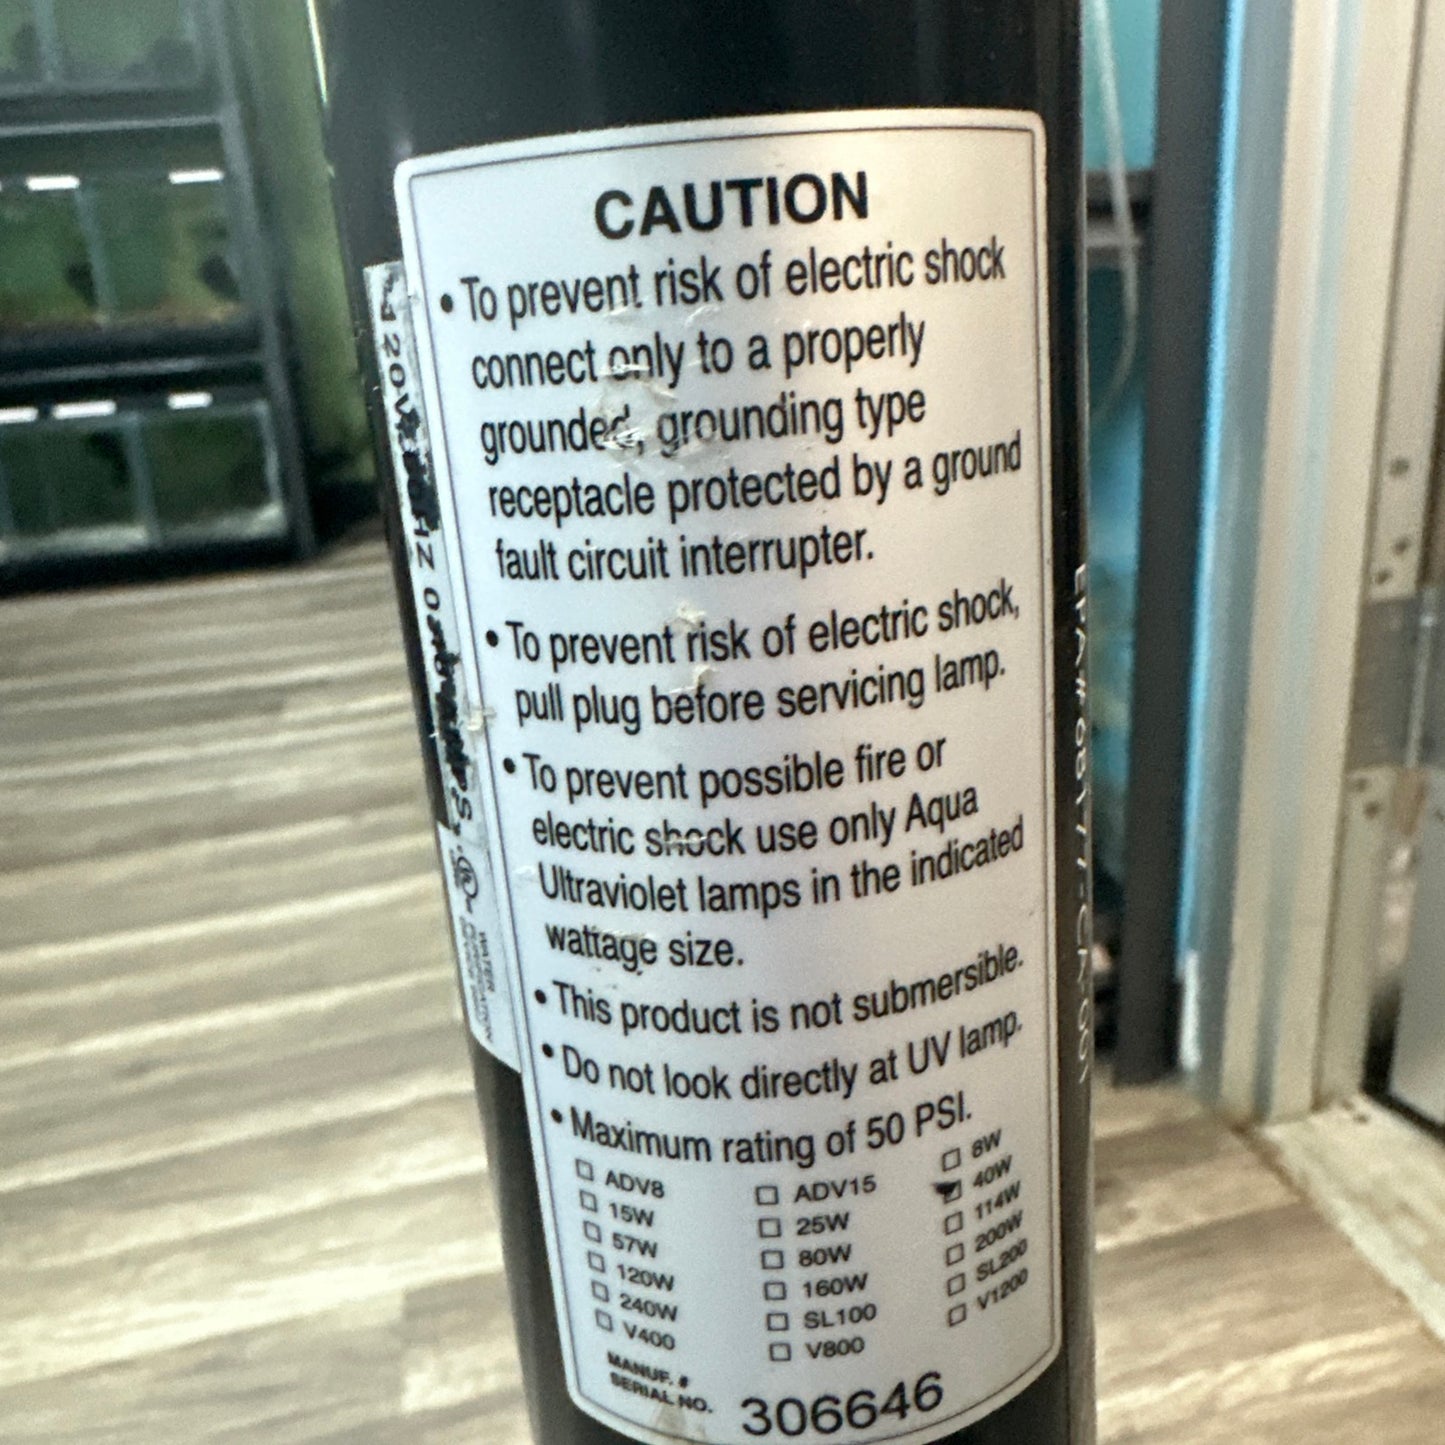 CAUTION
• To prevent risk of electric shock
connect only to a properly
grounded, grounding type
receptacle protected by a ground
fault circuit interrupter.
• To prevent risk of electric shock,
pull plug before servicing lamp.
• To prevent possible fire or
electric shock use only Aqua
Ultraviolet lamps in the indicated
wattage size.
• This product is not submersible.
• Do not look directly at UV lamp.
• Maximum rating of 50 PSI.
ADV8 ADV15 8W
15W 25W 40W
57W 80W 114W
120W 160W 200W
240W SL100 SL200
V400 V800 V1200
MANUF. #
SERIAL NO. 306646
WATER